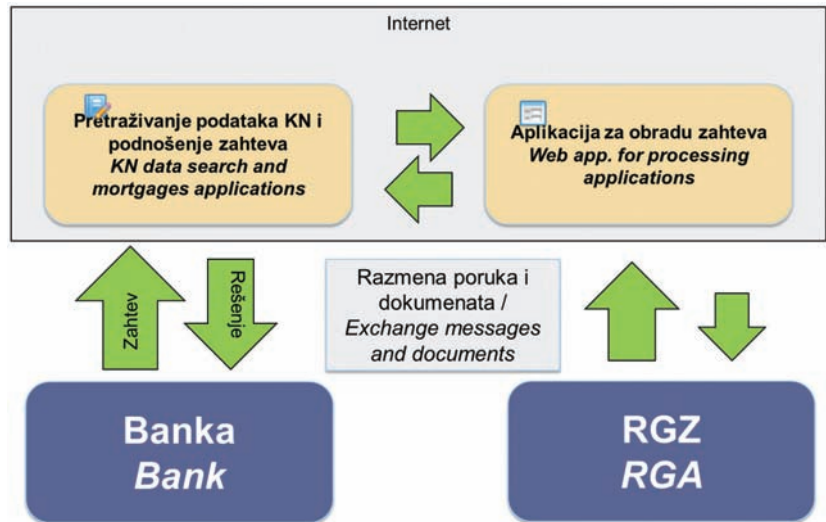 Internet
Pretraživanje podataka KN i
podnošenje zahteva
KN data search and
mortgages applications
Aplikacija za obradu zahteva
Web app. for processing
applications
Zahtev
Rešenje
Razmena poruka i
dokumenata /
Exchange messages
and documents
Banka
Bank
RGZ
RGA